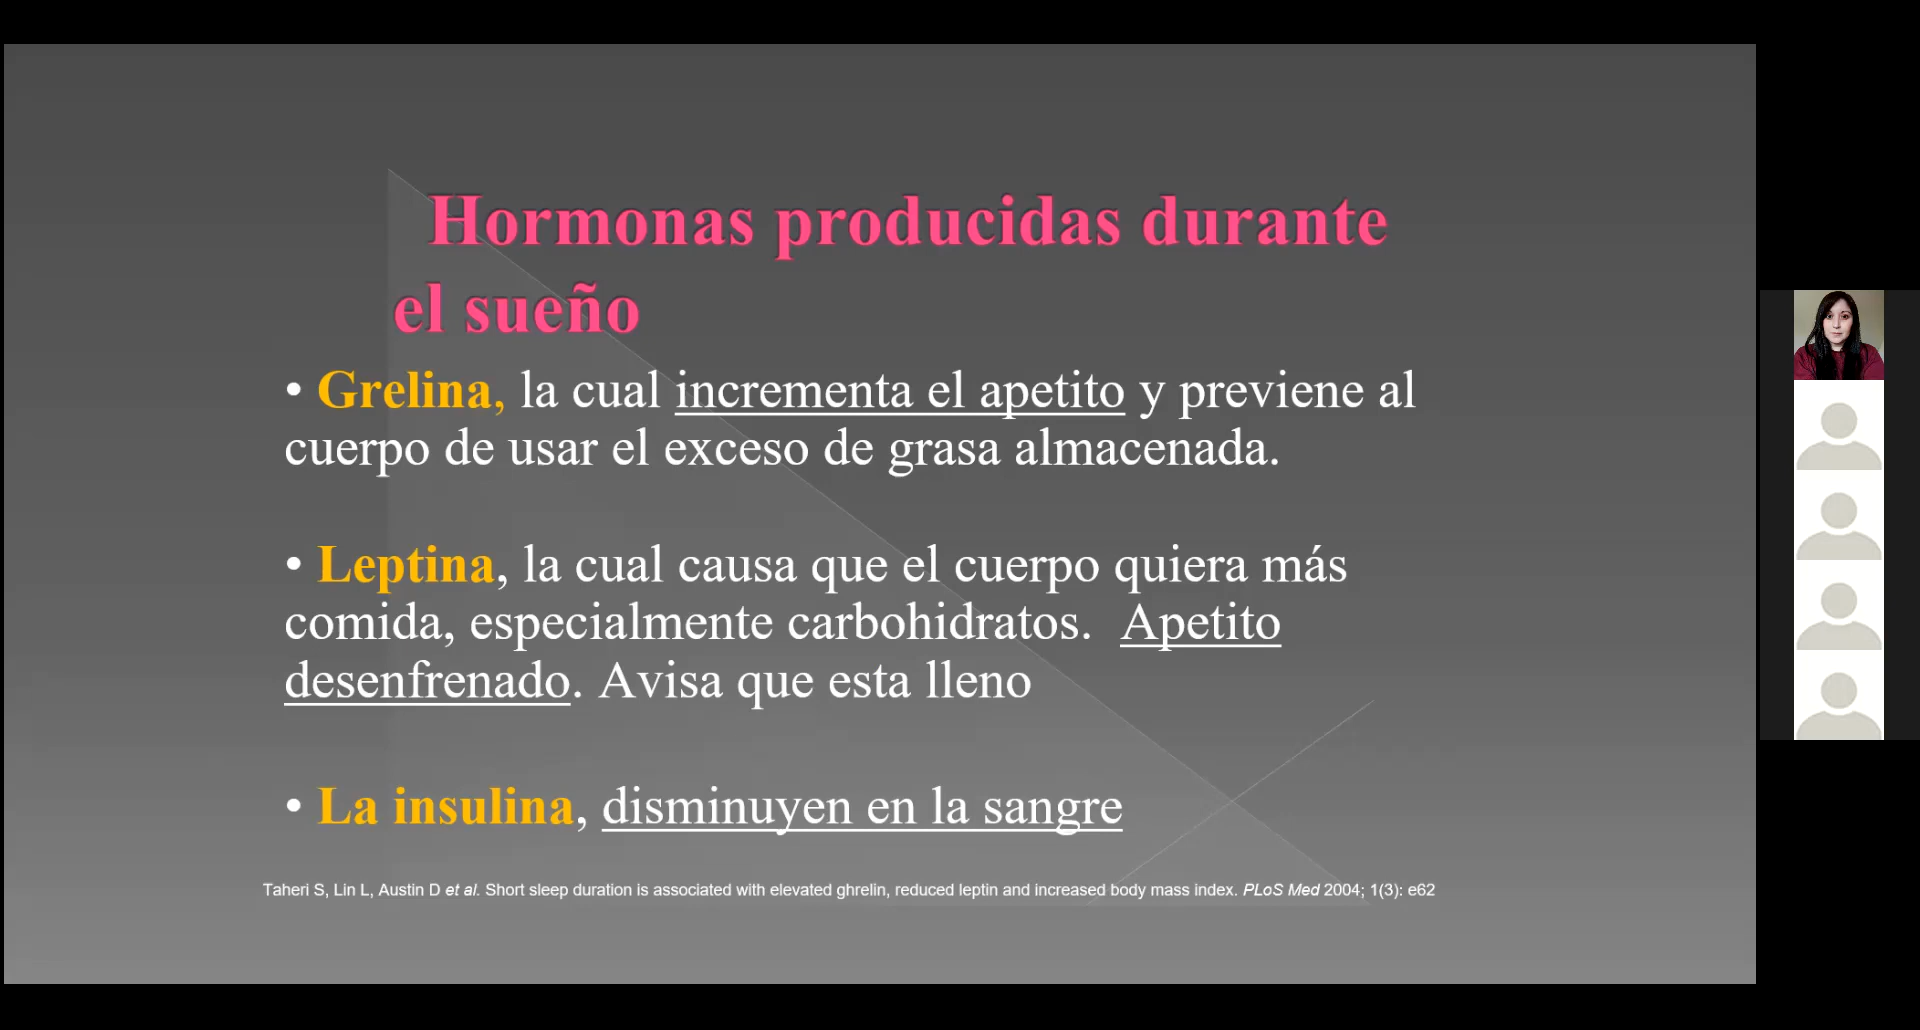 Hormonas producidas durante
el sueño
• Grelina, la cual incrementa el apetito y previene al
cuerpo de usar el exceso de grasa almacenada.
• Leptina, la cual causa que el cuerpo quiera más
comida, especialmente carbohidratos. Apetito
desenfrenado. Avisa que esta lleno
• La insulina, disminuyen en la sangre
Taheri S, Lin L, Austin D et al. Short sleep duration is associated with elevated ghrelin, reduced leptin and increased body mass index. PLoS Med 2004; 1(3): e62